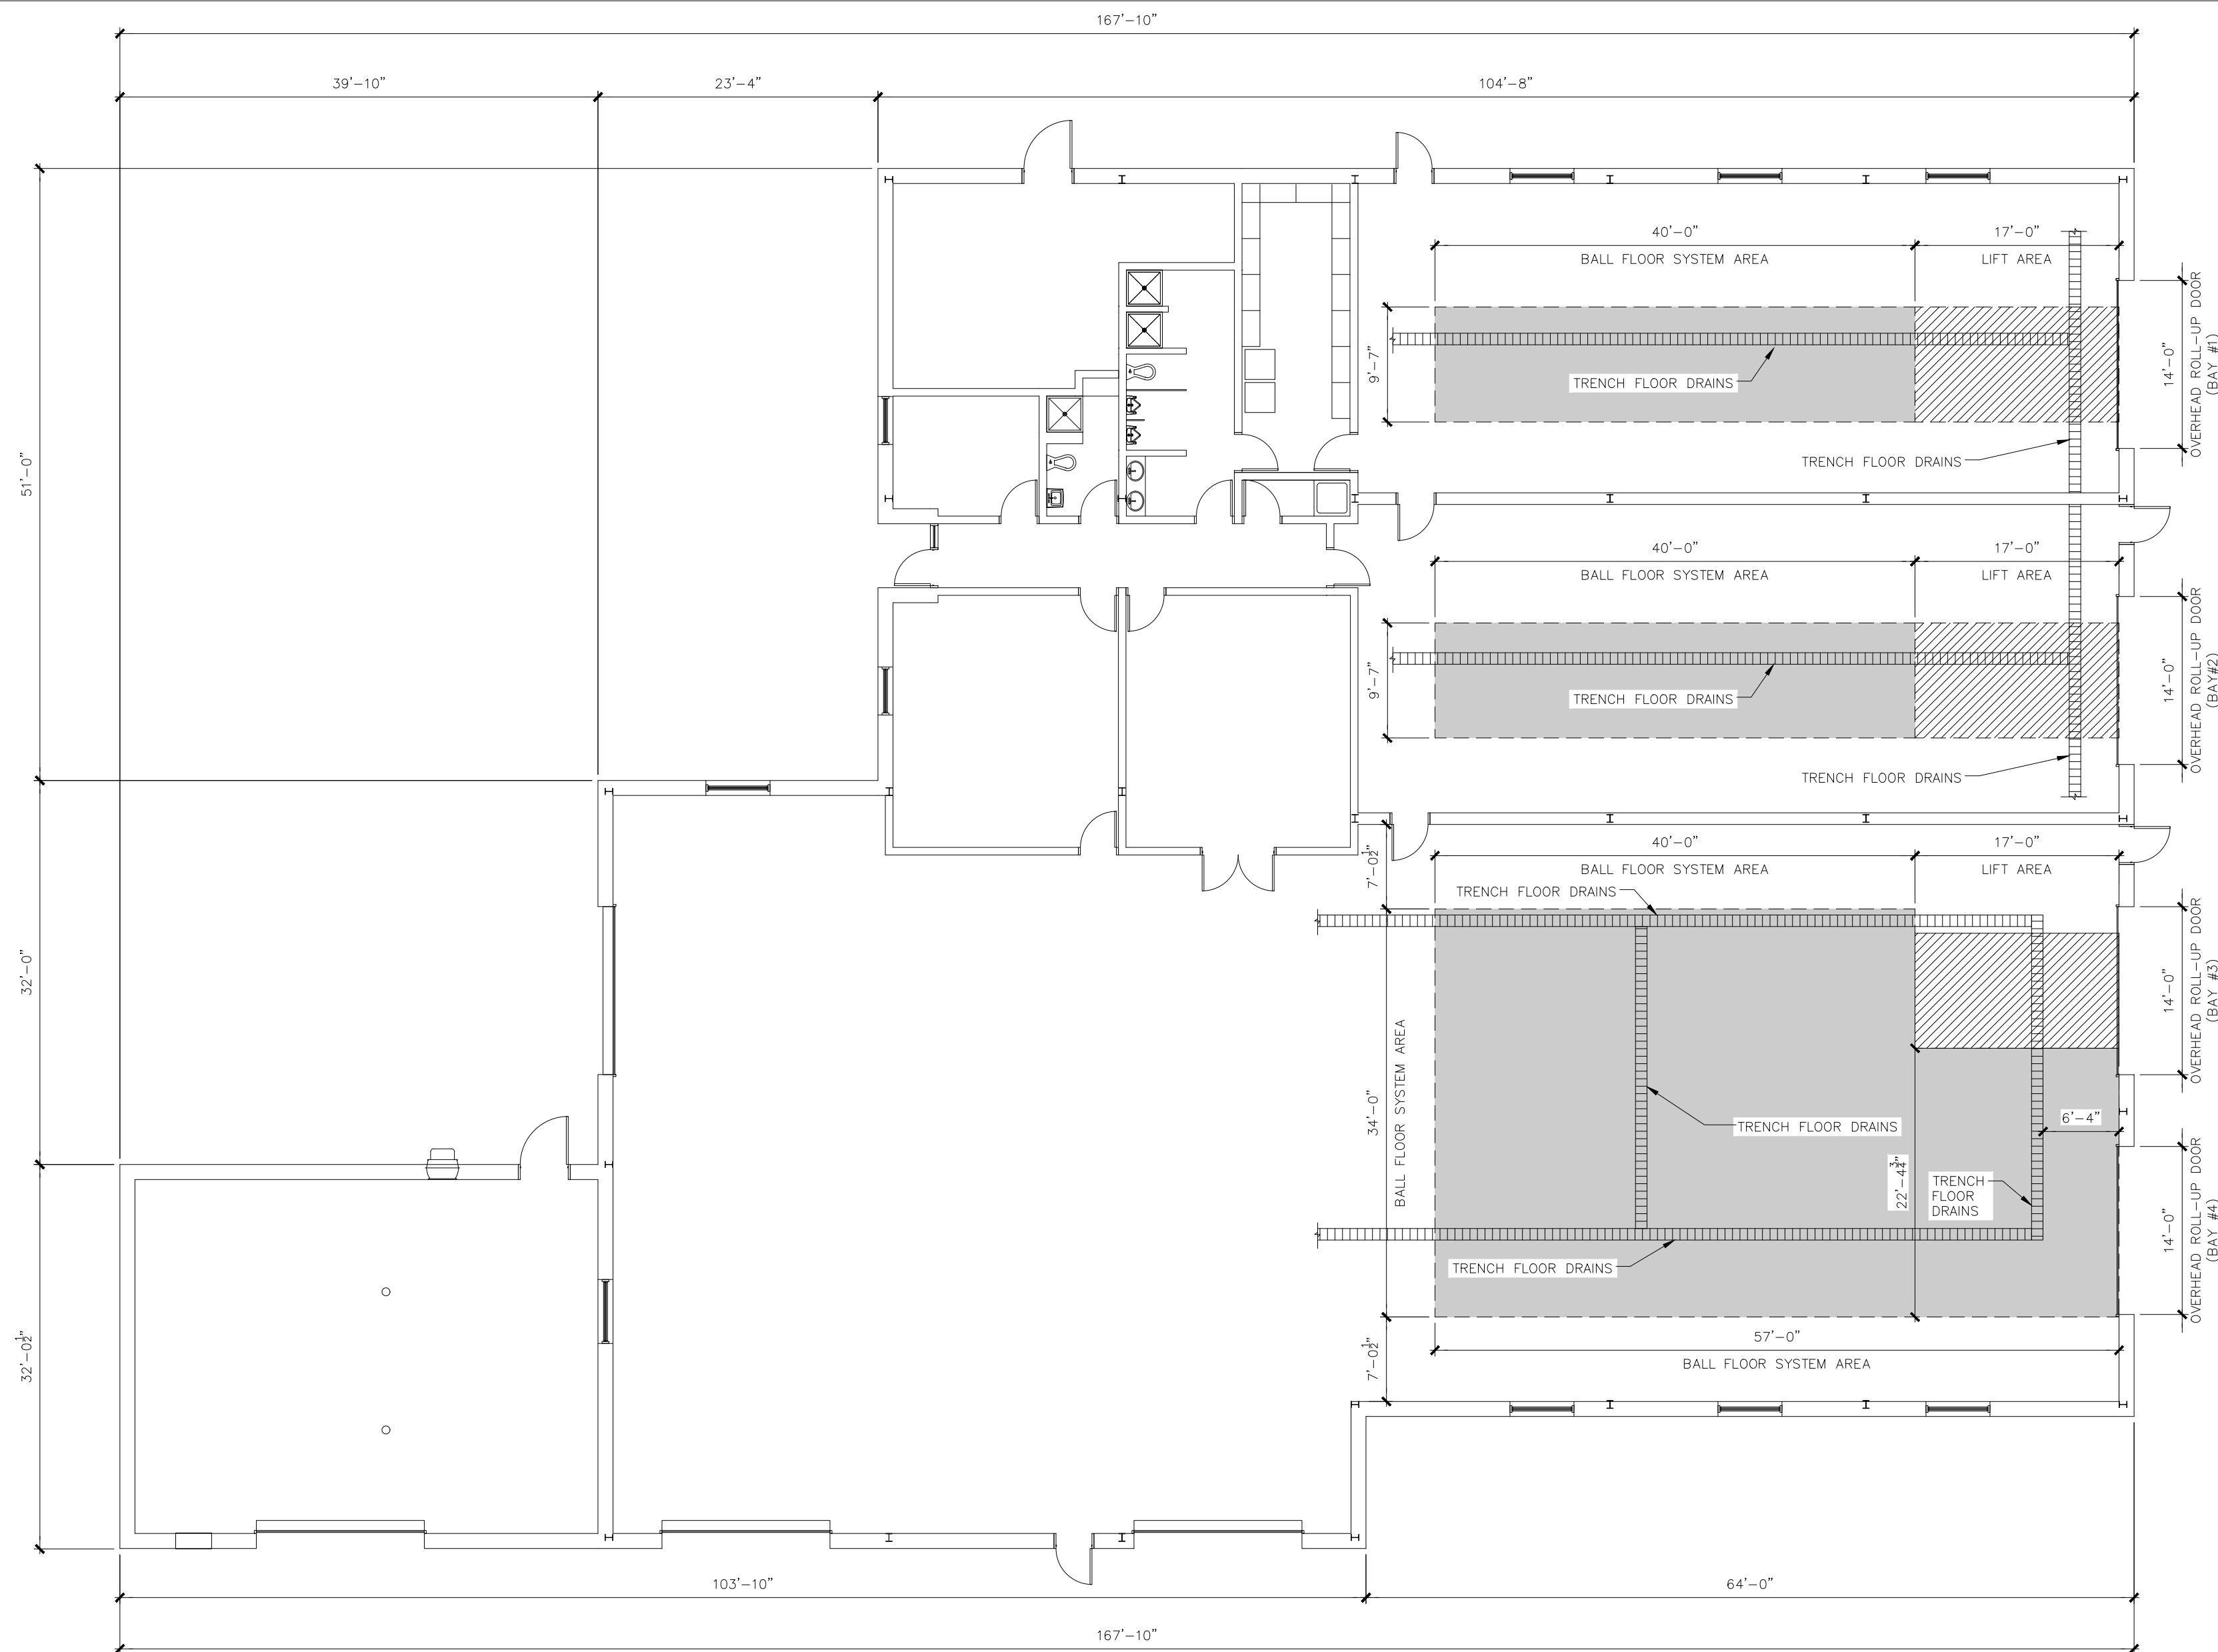 167'-10"
39'-10"
23'-4"
104'-8"
51'-0"
32'-0"
32'-0½"
40'-0"
17'-0"
BALL FLOOR SYSTEM AREA
LIFT AREA
9'-7"
TRENCH FLOOR DRAINS
TRENCH FLOOR DRAINS
14'-0"
OVERHEAD ROLL-UP DOOR
(BAY #1)
40'-0"
17'-0"
BALL FLOOR SYSTEM AREA
LIFT AREA
9'-7"
TRENCH FLOOR DRAINS
TRENCH FLOOR DRAINS
14'-0"
OVERHEAD ROLL-UP DOOR
(BAY#2)
7'-0½"
40'-0"
17'-0"
BALL FLOOR SYSTEM AREA
LIFT AREA
TRENCH FLOOR DRAINS
14'-0"
OVERHEAD ROLL-UP DOOR
(BAY #3)
34'-0"
BALL FLOOR SYSTEM AREA
TRENCH FLOOR DRAINS
6'-4"
22'-4¾"
TRENCH
FLOOR
DRAINS
14'-0"
OVERHEAD ROLL-UP DOOR
(BAY #4)
TRENCH FLOOR DRAINS
57'-0"
BALL FLOOR SYSTEM AREA
7'-0½"
103'-10"
64'-0"
167'-10"